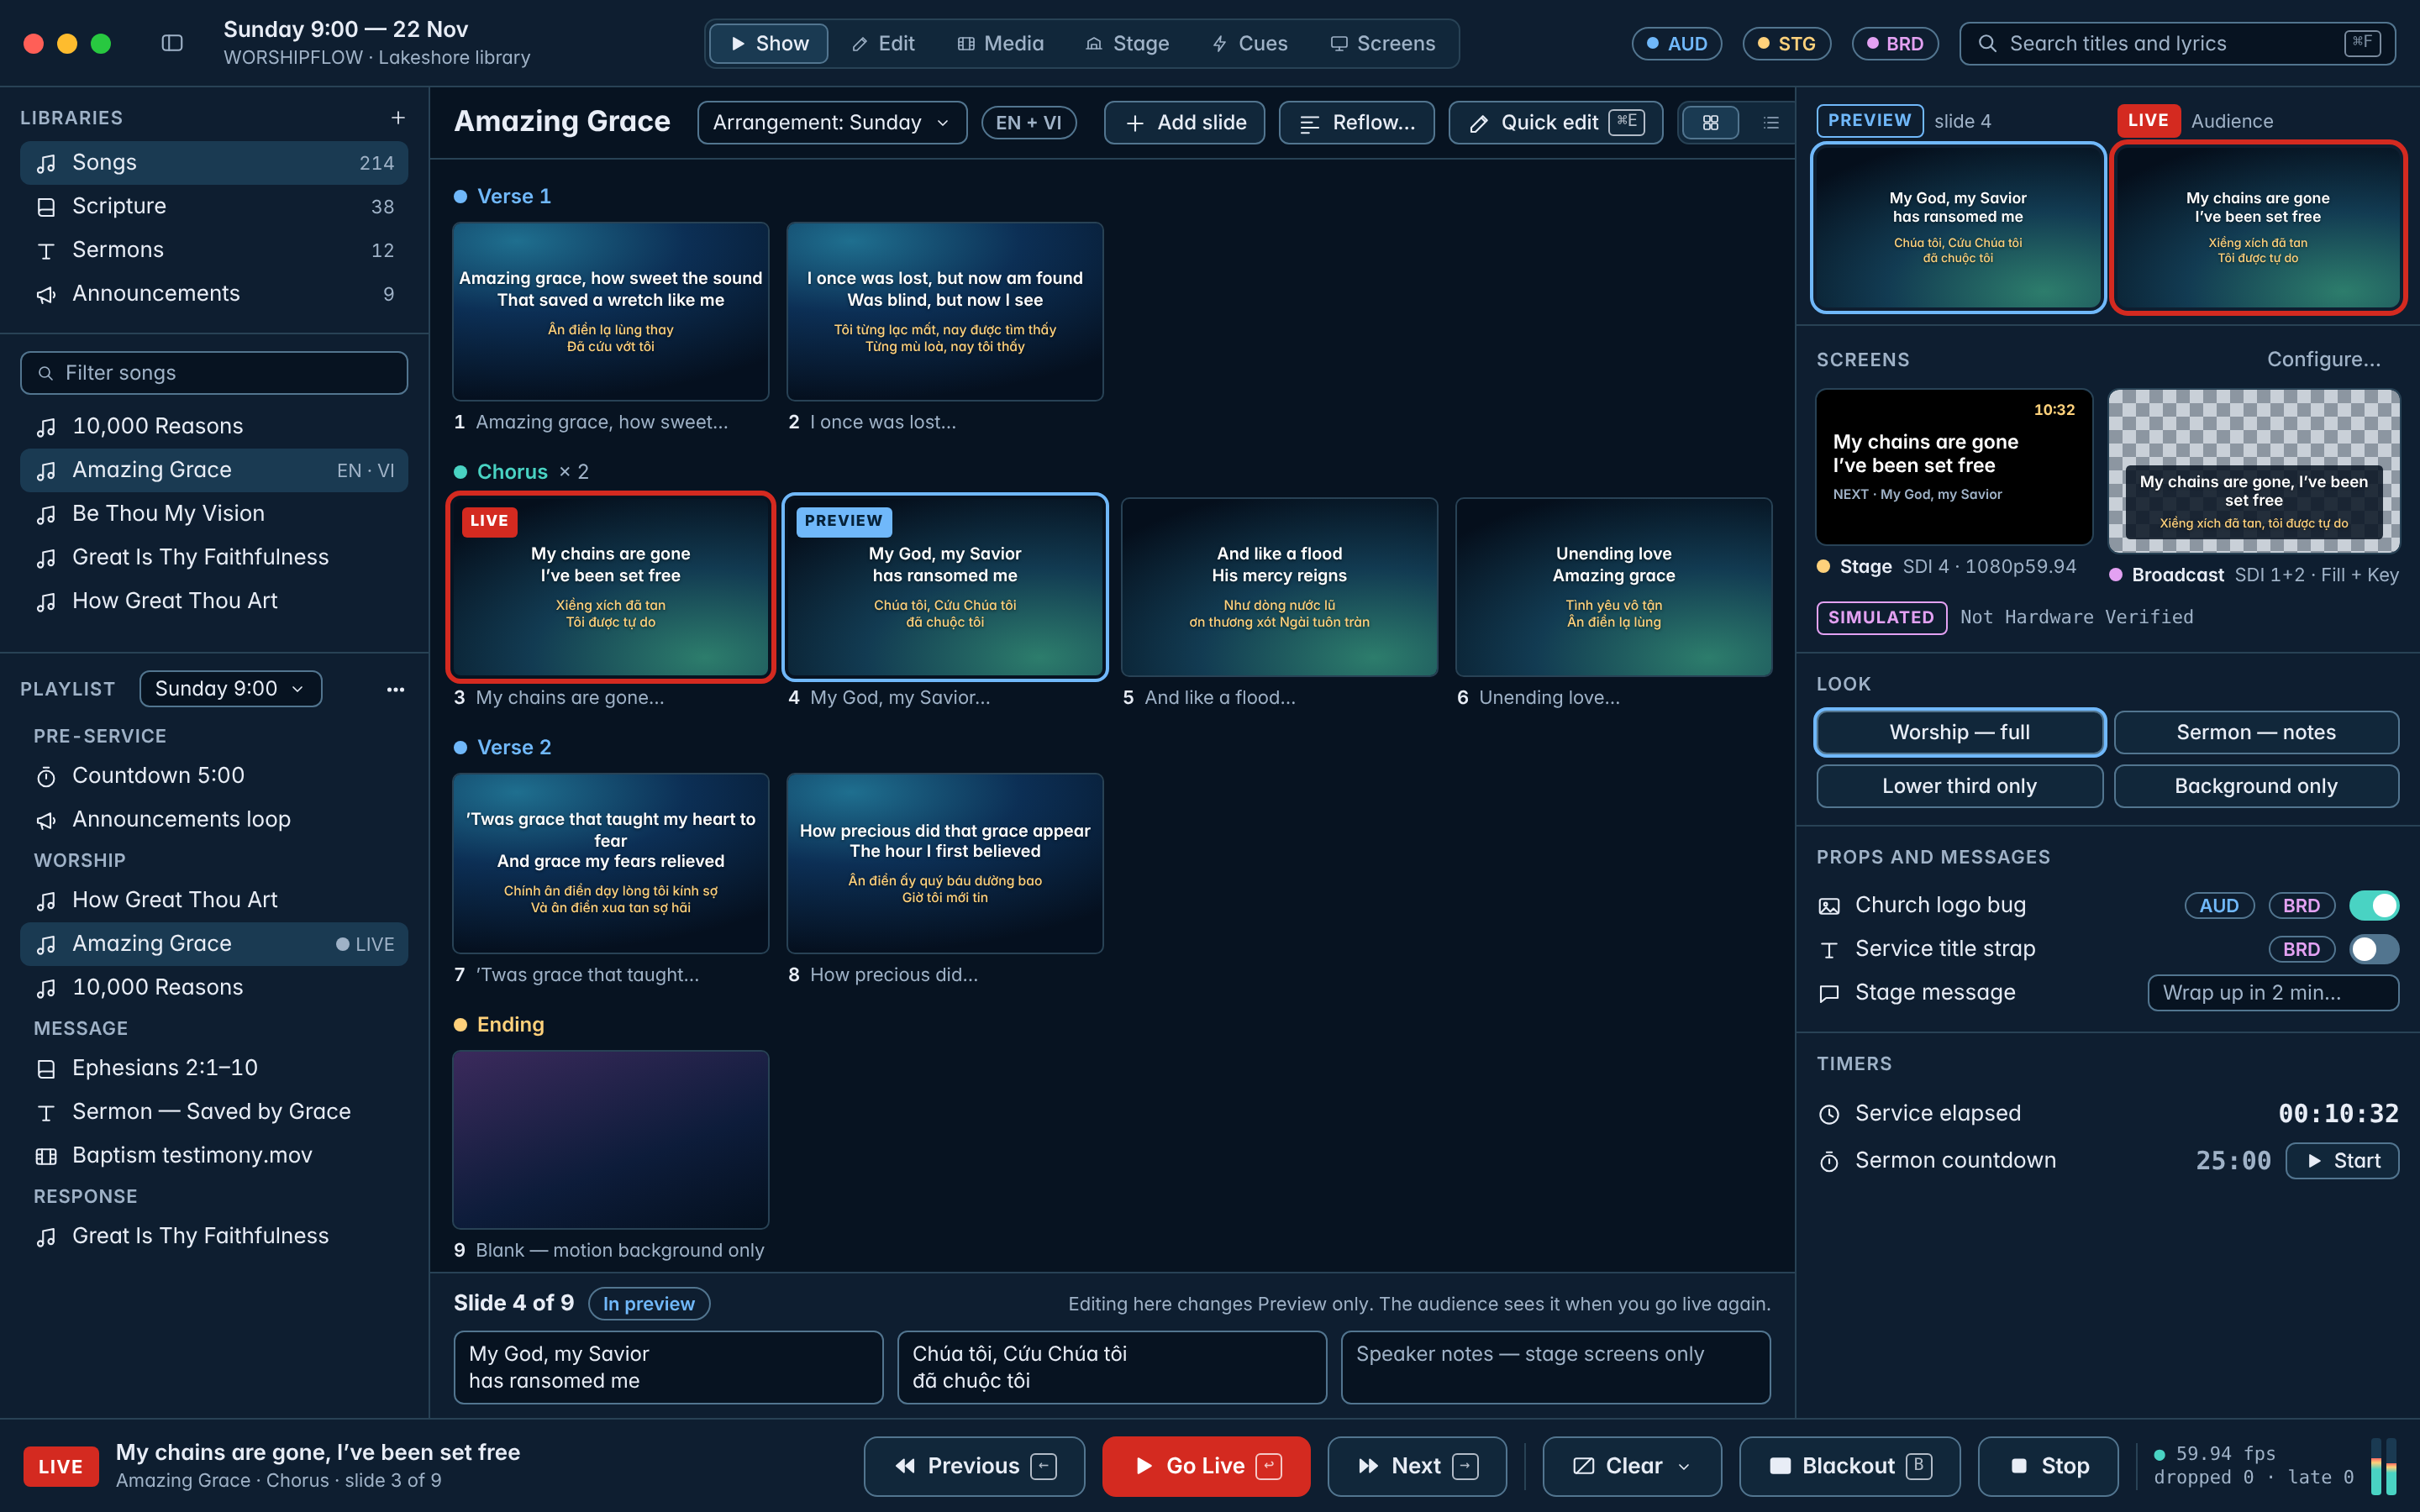 Sunday 9:00 — 22 Nov
WORSHIPFLOW · Lakeshore library
Show
Edit
Media
Stage
Cues
Screens
AUD
STG
BRD
Search titles and lyrics
⌘F
LIBRARIES
Songs 214
Scripture 38
Sermons 12
Announcements 9
Filter songs
10,000 Reasons
Amazing Grace EN · VI
Be Thou My Vision
Great Is Thy Faithfulness
How Great Thou Art
PLAYLIST
Sunday 9:00
PRE-SERVICE
Countdown 5:00
Announcements loop
WORSHIP
How Great Thou Art
Amazing Grace LIVE
10,000 Reasons
MESSAGE
Ephesians 2:1–10
Sermon — Saved by Grace
Baptism testimony.mov
RESPONSE
Great Is Thy Faithfulness
Amazing Grace
Arrangement: Sunday
EN + VI
Add slide
Reflow...
Quick edit ⌘E
Verse 1
Amazing grace, how sweet the sound
That saved a wretch like me
Ân điển lạ lùng thay
Đã cứu vớt tôi
1 Amazing grace, how sweet...
I once was lost, but now am found
Was blind, but now I see
Tôi từng lạc mất, nay được tìm thấy
Từng mù loà, nay tôi thấy
2 I once was lost...
Chorus × 2
LIVE
My chains are gone
I’ve been set free
Xiềng xích đã tan
Tôi được tự do
3 My chains are gone...
PREVIEW
My God, my Savior
has ransomed me
Chúa tôi, Cứu Chúa tôi
đã chuộc tôi
4 My God, my Savior...
And like a flood
His mercy reigns
Như dòng nước lũ
ơn thương xót Ngài tuôn tràn
5 And like a flood...
Unending love
Amazing grace
Tình yêu vô tận
Ân điển lạ lùng
6 Unending love...
Verse 2
’Twas grace that taught my heart to
fear
And grace my fears relieved
Chính ân điển dạy lòng tôi kính sợ
Và ân điển xua tan sợ hãi
7 ’Twas grace that taught...
How precious did that grace appear
The hour I first believed
Ân điển ấy quý báu dường bao
Giờ tôi mới tin
8 How precious did...
Ending
9 Blank — motion background only
Slide 4 of 9
In preview
Editing here changes Preview only. The audience sees it when you go live again.
My God, my Savior
has ransomed me
Chúa tôi, Cứu Chúa tôi
đã chuộc tôi
Speaker notes — stage screens only
PREVIEW slide 4
My God, my Savior
has ransomed me
Chúa tôi, Cứu Chúa tôi
đã chuộc tôi
LIVE Audience
My chains are gone
I’ve been set free
Xiềng xích đã tan
Tôi được tự do
SCREENS
Configure...
10:32
My chains are gone
I’ve been set free
NEXT · My God, my Savior
Stage SDI 4 · 1080p59.94
My chains are gone, I’ve been
set free
Xiềng xích đã tan, tôi được tự do
Broadcast SDI 1+2 · Fill + Key
SIMULATED Not Hardware Verified
LOOK
Worship — full
Sermon — notes
Lower third only
Background only
PROPS AND MESSAGES
Church logo bug AUD BRD
Service title strap BRD
Stage message Wrap up in 2 min...
TIMERS
Service elapsed 00:10:32
Sermon countdown 25:00 Start
LIVE
My chains are gone, I’ve been set free
Amazing Grace · Chorus · slide 3 of 9
Previous ←
Go Live ↩
Next →
Clear
Blackout B
Stop
59.94 fps
dropped 0 · late 0